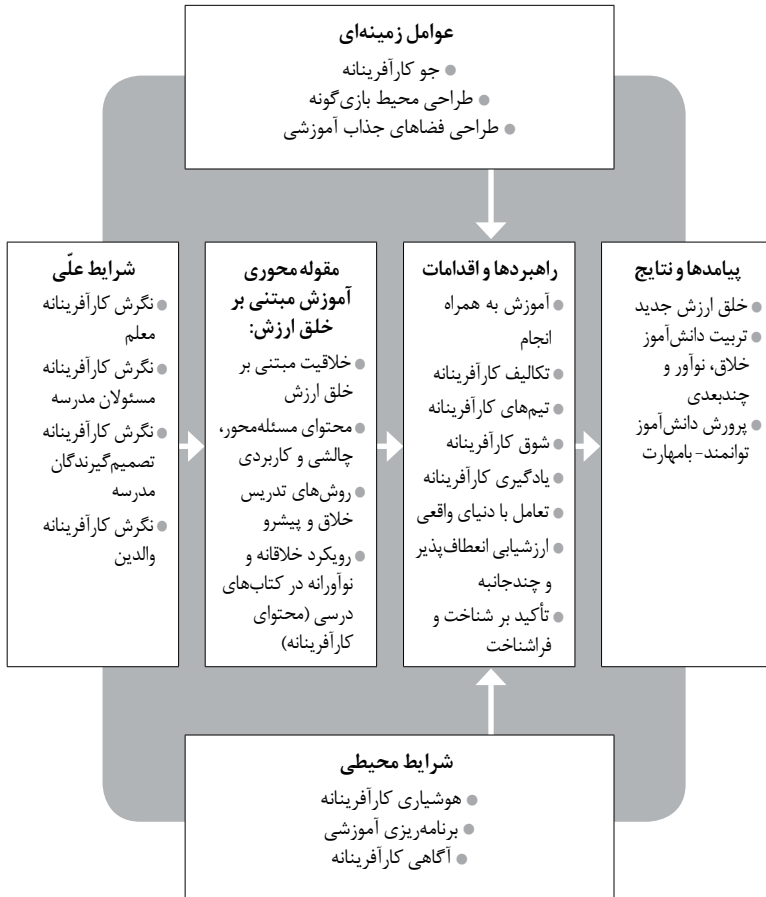 عوامل زمینه‌ای
● جو کارآفرینانه
● طراحی محیط بازی‌گونه
● طراحی فضاهای جذاب آموزشی
شرایط علّی
● نگرش کارآفرینانه
معلم
● نگرش کارآفرینانه
مسئولان مدرسه
● نگرش کارآفرینانه
تصمیم‌گیرندگان
مدرسه
● نگرش کارآفرینانه
والدین
مقوله محوری
آموزش مبتنی بر
خلق ارزش:
● خلاقیت مبتنی بر
خلق ارزش
● محتوای مسئله‌محور،
چالشی و کاربردی
● روش‌های تدریس
خلاق و پیشرو
● رویکرد خلاقانه و
نوآورانه در کتاب‌های
درسی (محتوای
کارآفرینانه)
راهبردها و اقدامات
● آموزش به همراه
انجام
● تکالیف کارآفرینانه
● تیم‌های کارآفرینانه
● شوق کارآفرینانه
● یادگیری کارآفرینانه
● تعامل با دنیای واقعی
● ارزشیابی انعطاف‌پذیر
و چندجانبه
● تأکید بر شناخت و
فراشناخت
پیامدها و نتایج
● خلق ارزش جدید
● تربیت دانش‌آموز
خلاق، نوآور و
چندبعدی
● پرورش دانش‌آموز
توانمند- بامهارت
شرایط محیطی
● هوشیاری کارآفرینانه
● برنامه‌ریزی آموزشی
● آگاهی کارآفرینانه